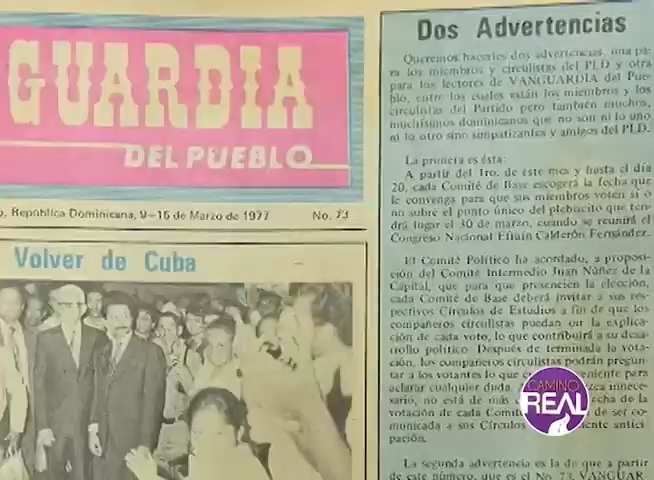 GUARDIA
DEL PUEBLO
República Dominicana, 9-15 de Marzo de 1977 No. 73
Volver de Cuba
Dos Advertencias
Queremos hacerles dos advertencias, una pa-
ra los miembros y circulistas del PLD y otra
para los lectores de VANGUARDIA del Pue-
blo, entre los cuales están los miembros y los
circulistas del Partido pero también muchos,
muchísimos dominicanos que no son ni lo uno
ni lo otro sino simpatizantes y amigos del PLD.
La primera es ésta:
A partir del 1ro. de este mes y hasta el día
20, cada Comité de Base escogerá la fecha que
le convenga para que sus miembros voten si o
no sobre el punto único del plebiscito que ten-
drá lugar el 30 de marzo, cuando se reunirá el
Congreso Nacional Efraín Calderón Fernández.
El Comité Político ha acordado, a proposi-
ción del Comité Intermedio Juan Núñez de la
Capital, que para que presencien la elección,
cada Comité de Base deberá invitar a sus res-
pectivos Círculos de Estudios a fin de que los
compañeros circulistas puedan oir la explica-
ción de cada voto, lo que contribuirá a su desa-
rrollo político. Después de terminada la vota-
ción, los compañeros circulistas podrán pregun-
tar a los votantes lo que eniente para
aclarar cualquier duda. zca innece-
sario, no está de más fecha de la
votación de cada Comit de ser co-
municada a sus Círculos ente antici-
pación.
La segunda advertencia es la de que a partir
de este número, que es el No. 73, VANGUAR-
CAMINO
REAL